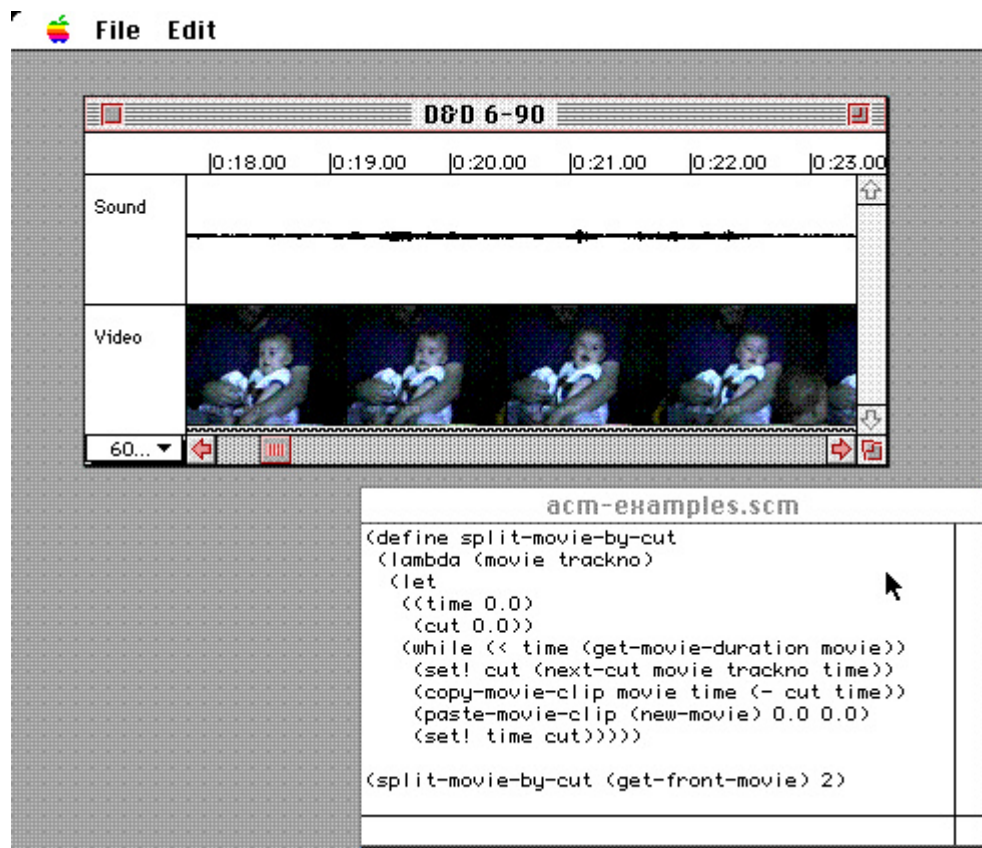 File Edit
D&D 6-90
|0:18.00 |0:19.00 |0:20.00 |0:21.00 |0:22.00 |0:23.00
Sound
Video
60...
acm-examples.scm
(define split-movie-by-cut
(lambda (movie trackno)
(let
((time 0.0)
(cut 0.0))
(while (< time (get-movie-duration movie))
(set! cut (next-cut movie trackno time))
(copy-movie-clip movie time (- cut time))
(paste-movie-clip (new-movie) 0.0 0.0)
(set! time cut)))))
(split-movie-by-cut (get-front-movie) 2)